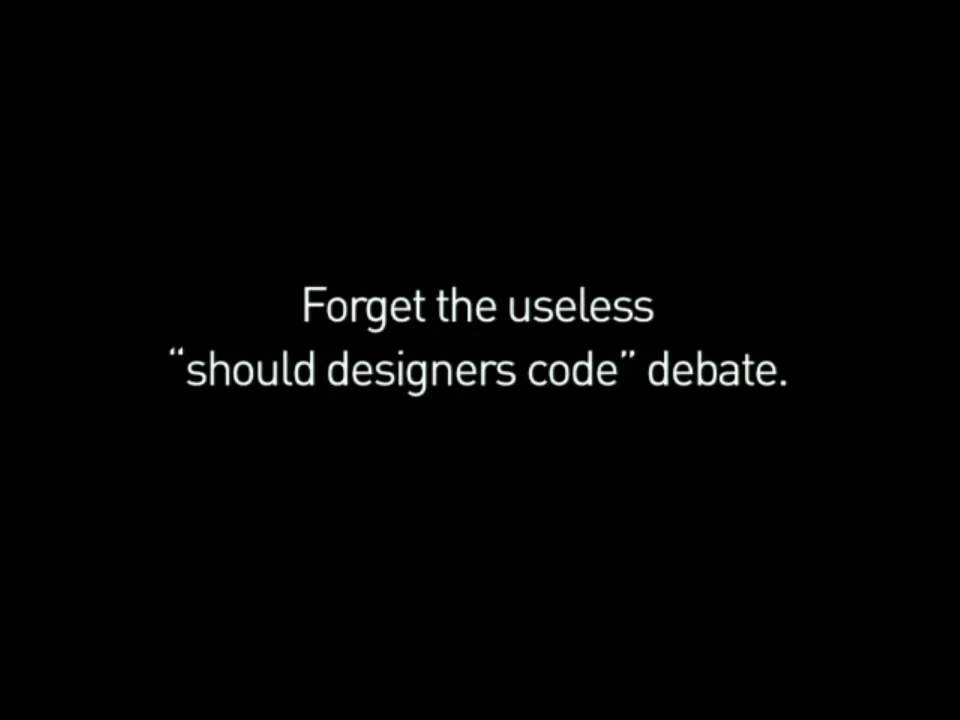 Forget the useless
“should designers code” debate.